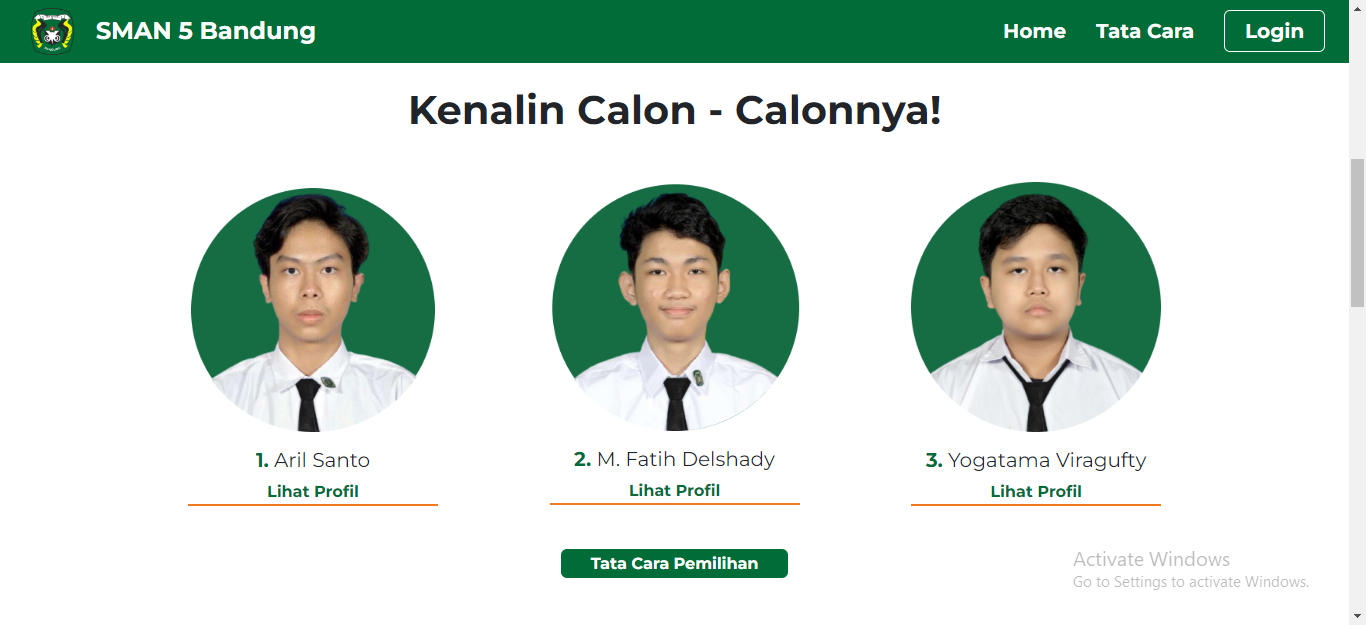 SMAN 5 Bandung
Home
Tata Cara
Login
Kenalin Calon - Calonnya!
1. Aril Santo
Lihat Profil
2. M. Fatih Delshady
Lihat Profil
3. Yogatama Viragufty
Lihat Profil
Tata Cara Pemilihan
Activate Windows
Go to Settings to activate Windows.